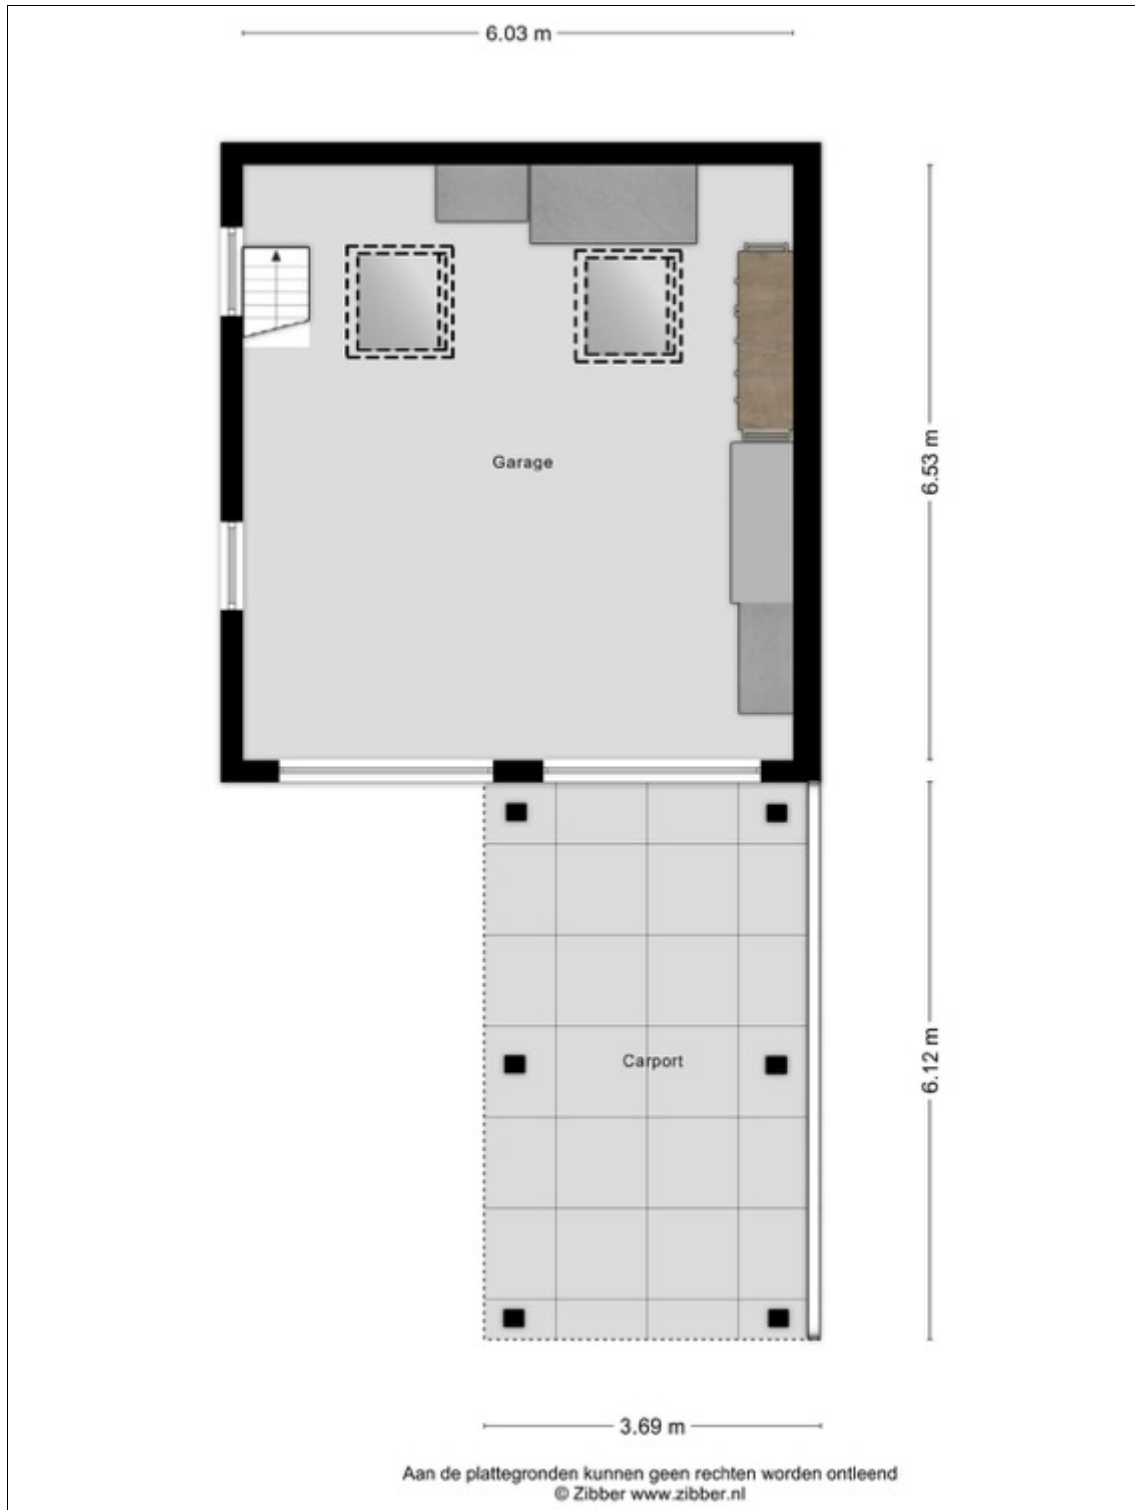 6.03 m
Garage
6.53 m
Carport
6.12 m
3.69 m
Aan de plattegronden kunnen geen rechten worden ontleend
© Zibber www.zibber.nl